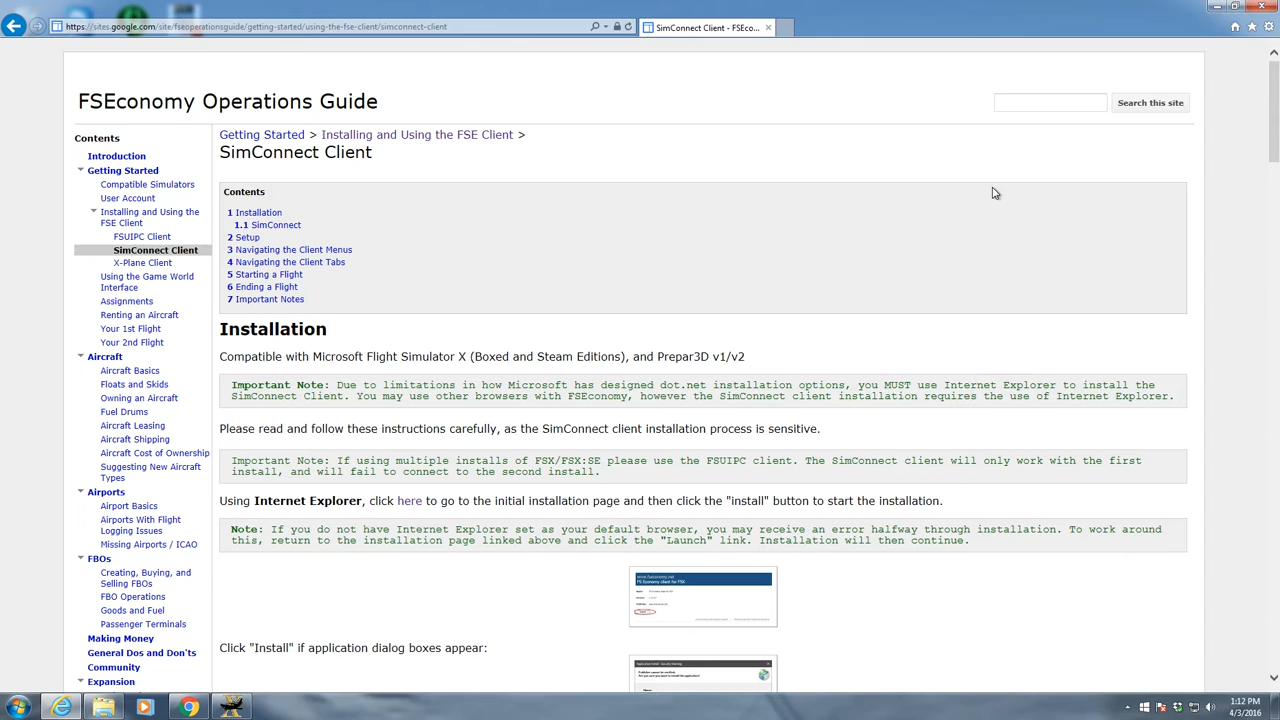 https://sites.google.com/site/fseoperationsguide/getting-started/using-the-fse-client/simconnect-client
SimConnect Client - FSEco...
FSEconomy Operations Guide
Search this site
Contents
Introduction
Getting Started
Compatible Simulators
User Account
Installing and Using the
FSE Client
FSUIPC Client
SimConnect Client
X-Plane Client
Using the Game World
Interface
Assignments
Renting an Aircraft
Your 1st Flight
Your 2nd Flight
Aircraft
Aircraft Basics
Floats and Skids
Owning an Aircraft
Fuel Drums
Aircraft Leasing
Aircraft Shipping
Aircraft Cost of Ownership
Suggesting New Aircraft
Types
Airports
Airport Basics
Airports With Flight
Logging Issues
Missing Airports / ICAO
FBOs
Creating, Buying, and
Selling FBOs
FBO Operations
Goods and Fuel
Passenger Terminals
Making Money
General Dos and Don'ts
Community
Expansion
Getting Started > Installing and Using the FSE Client >
SimConnect Client
Contents
1 Installation
1.1 SimConnect
2 Setup
3 Navigating the Client Menus
4 Navigating the Client Tabs
5 Starting a Flight
6 Ending a Flight
7 Important Notes
Installation
Compatible with Microsoft Flight Simulator X (Boxed and Steam Editions), and Prepar3D v1/v2
Important Note: Due to limitations in how Microsoft has designed dot.net installation options, you MUST use Internet Explorer to install the
SimConnect Client. You may use other browsers with FSEconomy, however the SimConnect client installation requires the use of Internet Explorer.
Please read and follow these instructions carefully, as the SimConnect client installation process is sensitive.
Important Note: If using multiple installs of FSX/FSX:SE please use the FSUIPC client. The SimConnect client will only work with the first
install, and will fail to connect to the second install.
Using Internet Explorer, click here to go to the initial installation page and then click the "install" button to start the installation.
Note: If you do not have Internet Explorer set as your default browser, you may receive an error halfway through installation. To work around
this, return to the installation page linked above and click the "Launch" link. Installation will then continue.
www.fseconomy.net
FS Economy client for FSX
Click "Install" if application dialog boxes appear:
1:12 PM
4/3/2016